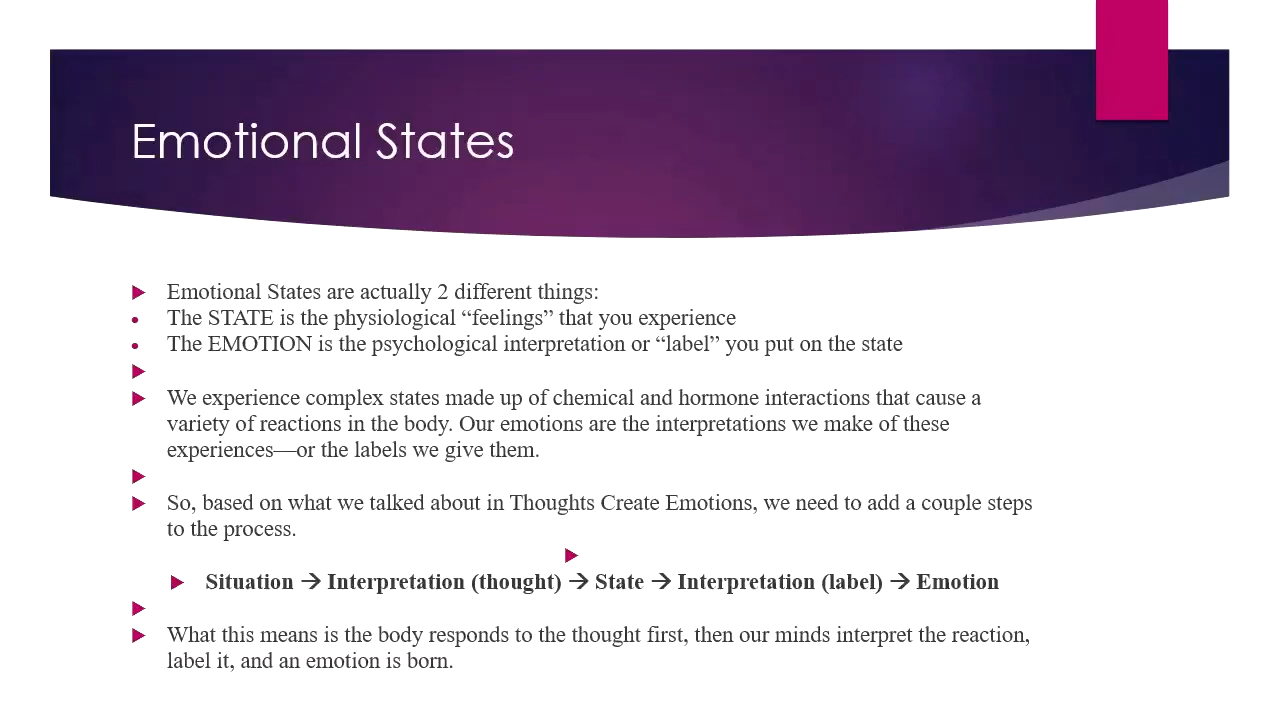 Emotional States
Emotional States are actually 2 different things:
The STATE is the physiological “feelings” that you experience
The EMOTION is the psychological interpretation or “label” you put on the state
We experience complex states made up of chemical and hormone interactions that cause a
variety of reactions in the body. Our emotions are the interpretations we make of these
experiences—or the labels we give them.
So, based on what we talked about in Thoughts Create Emotions, we need to add a couple steps
to the process.
Situation → Interpretation (thought) → State → Interpretation (label) → Emotion
What this means is the body responds to the thought first, then our minds interpret the reaction,
label it, and an emotion is born.